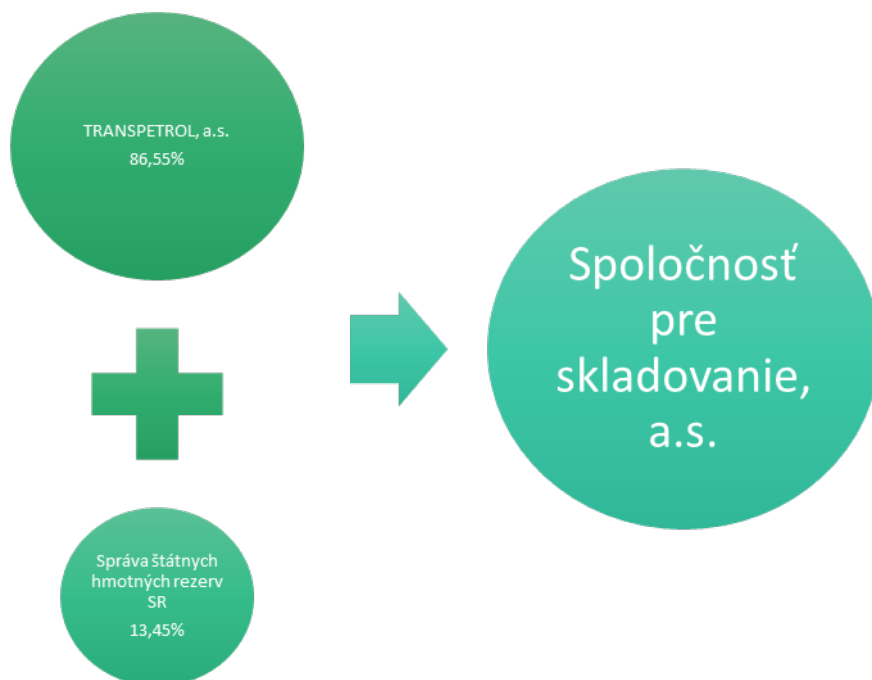 TRANSPETROL, a.s.
86,55%
Správa štátnych
hmotných rezerv
SR
13,45%
Spoločnosť
pre
skladovanie,
a.s.